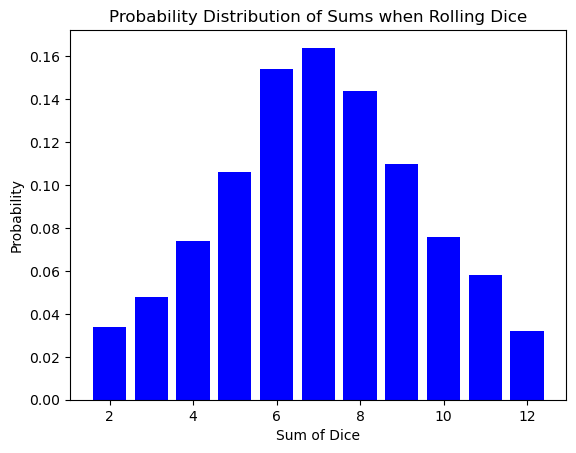 Probability Distribution of Sums when Rolling Dice
Probability
0.16
0.14
0.12
0.10
0.08
0.06
0.04
0.02
0.00
2 4 6 8 10 12
Sum of Dice